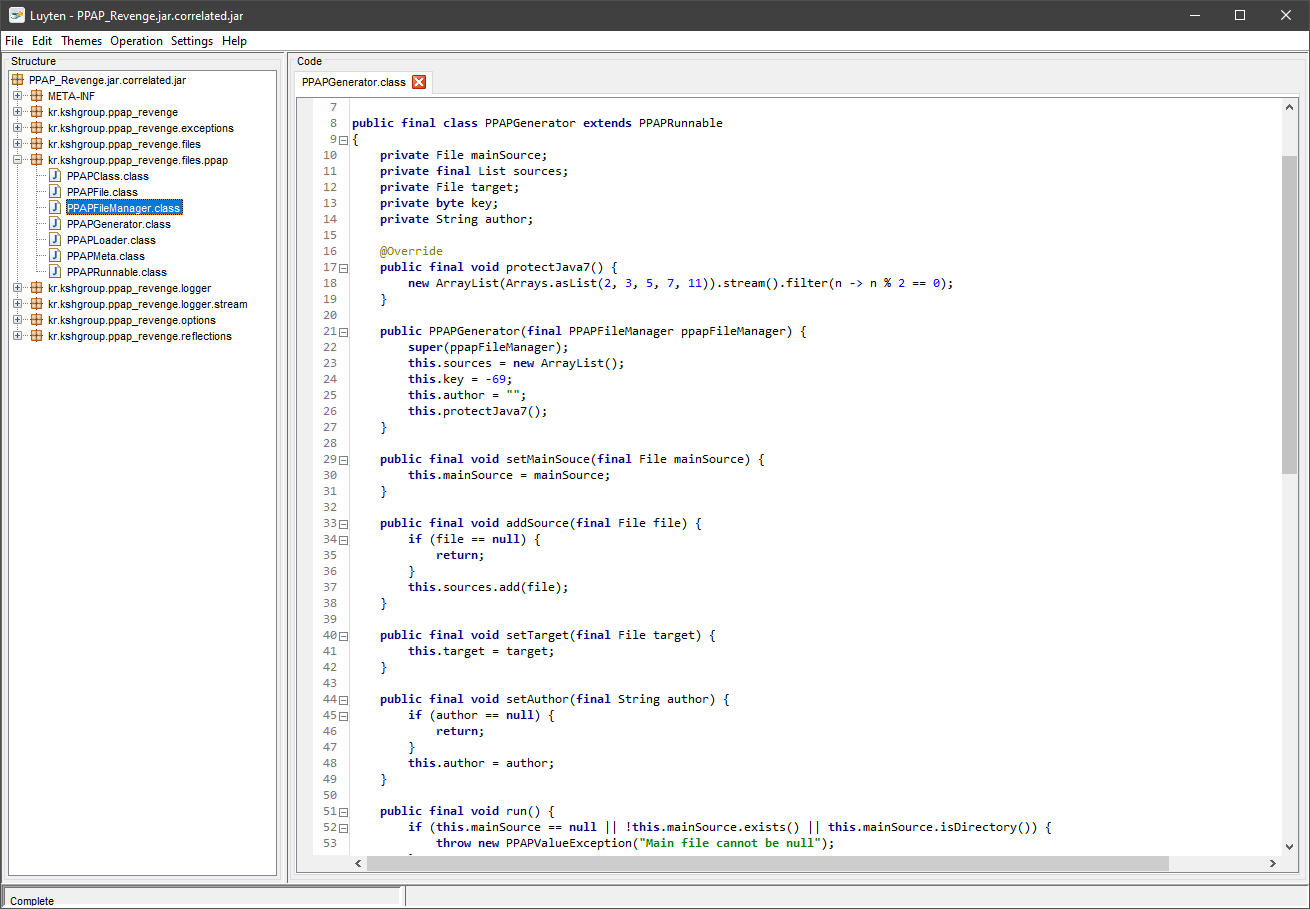 Luyten - PPAP_Revenge.jar.correlated.jar
File Edit Themes Operation Settings Help
Structure
PPAP_Revenge.jar.correlated.jar
META-INF
kr.kshgroup.ppap_revenge
kr.kshgroup.ppap_revenge.exceptions
kr.kshgroup.ppap_revenge.files
kr.kshgroup.ppap_revenge.files.ppap
PPAPClass.class
PPAPFile.class
PPAPFileManager.class
PPAPGenerator.class
PPAPLoader.class
PPAPMeta.class
PPAPRunnable.class
kr.kshgroup.ppap_revenge.logger
kr.kshgroup.ppap_revenge.logger.stream
kr.kshgroup.ppap_revenge.options
kr.kshgroup.ppap_revenge.reflections
Code
PPAPGenerator.class
7
8 public final class PPAPGenerator extends PPAPRunnable
9 {
10     private File mainSource;
11     private final List sources;
12     private File target;
13     private byte key;
14     private String author;
15
16     @Override
17     public final void protectJava7() {
18         new ArrayList(Arrays.asList(2, 3, 5, 7, 11)).stream().filter(n -> n % 2 == 0);
19     }
20
21     public PPAPGenerator(final PPAPFileManager ppapFileManager) {
22         super(ppapFileManager);
23         this.sources = new ArrayList();
24         this.key = -69;
25         this.author = "";
26         this.protectJava7();
27     }
28
29     public final void setMainSouce(final File mainSource) {
30         this.mainSource = mainSource;
31     }
32
33     public final void addSource(final File file) {
34         if (file == null) {
35             return;
36         }
37         this.sources.add(file);
38     }
39
40     public final void setTarget(final File target) {
41         this.target = target;
42     }
43
44     public final void setAuthor(final String author) {
45         if (author == null) {
46             return;
47         }
48         this.author = author;
49     }
50
51     public final void run() {
52         if (this.mainSource == null || !this.mainSource.exists() || this.mainSource.isDirectory()) {
53             throw new PPAPValueException("Main file cannot be null");
Complete